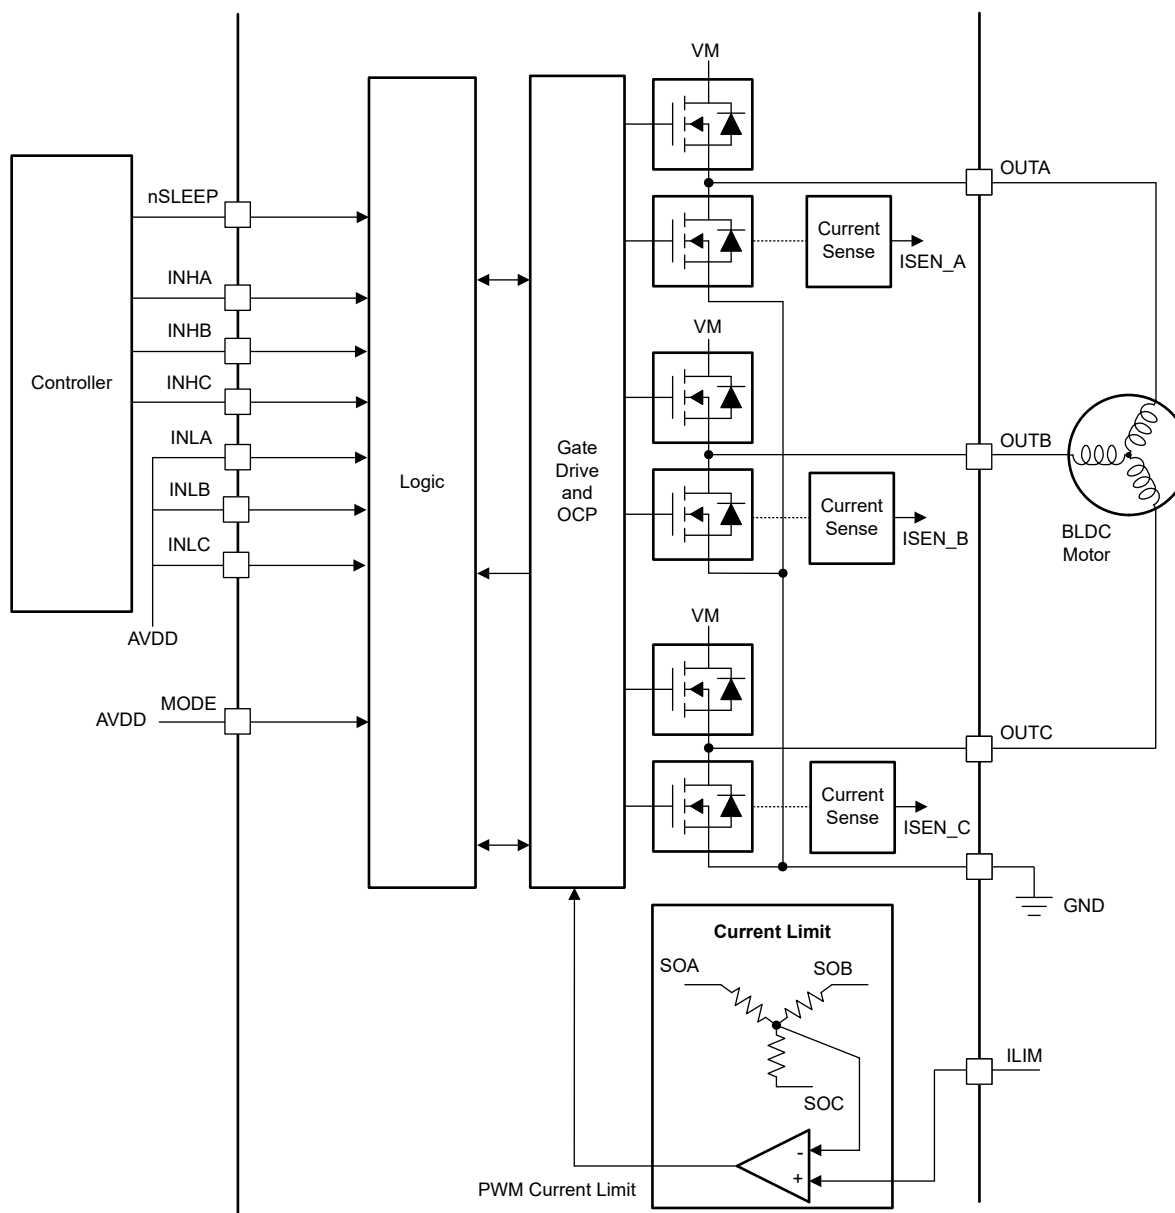 VM
OUTA
nSLEEP
Current
Sense
ISEN_A
INHA
INHB
VM
Controller
INHC
INLA
Logic
Gate
Drive
and
OCP
OUTB
INLB
Current
Sense
ISEN_B
BLDC
Motor
INLC
AVDD
VM
MODE
AVDD
OUTC
Current
Sense
ISEN_C
GND
Current Limit
SOA
SOB
SOC
ILIM
-
+
PWM Current Limit